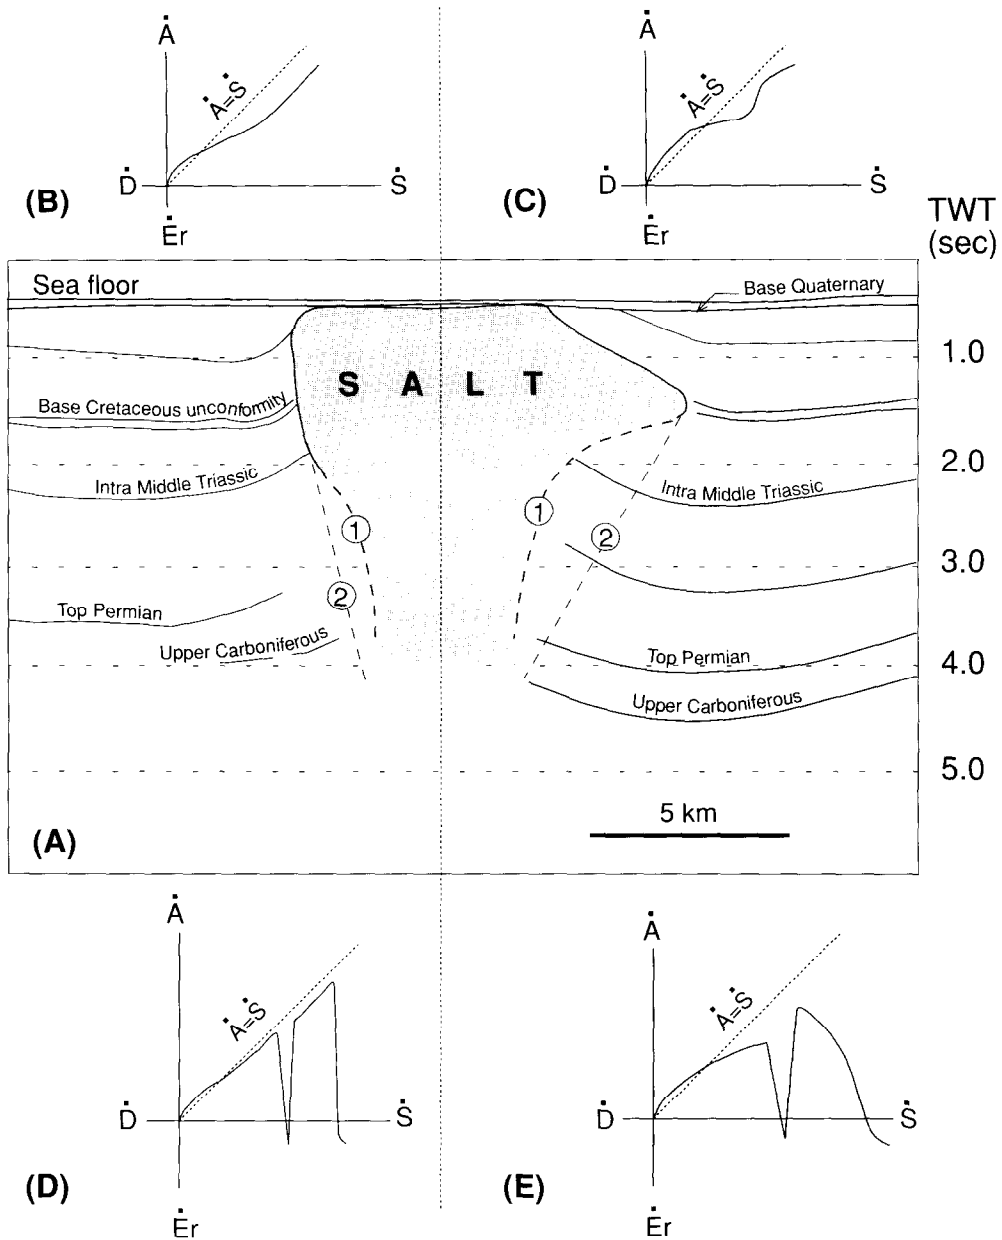 Ȧ
Ȧ=Ṡ
Ḋ
Ṡ
Ėr
(B)
Ȧ
Ȧ=Ṡ
Ḋ
Ṡ
Ėr
(C)
TWT
(sec)
Sea floor
Base Quaternary
1.0
SALT
Base Cretaceous unconformity
2.0
Intra Middle Triassic
Intra Middle Triassic
1
1
2
3.0
2
Top Permian
Upper Carboniferous
Top Permian
4.0
Upper Carboniferous
5.0
5 km
(A)
Ȧ
Ȧ=Ṡ
Ḋ
Ṡ
(D)
Ėr
Ȧ
Ȧ=Ṡ
Ḋ
Ṡ
(E)
Ėr